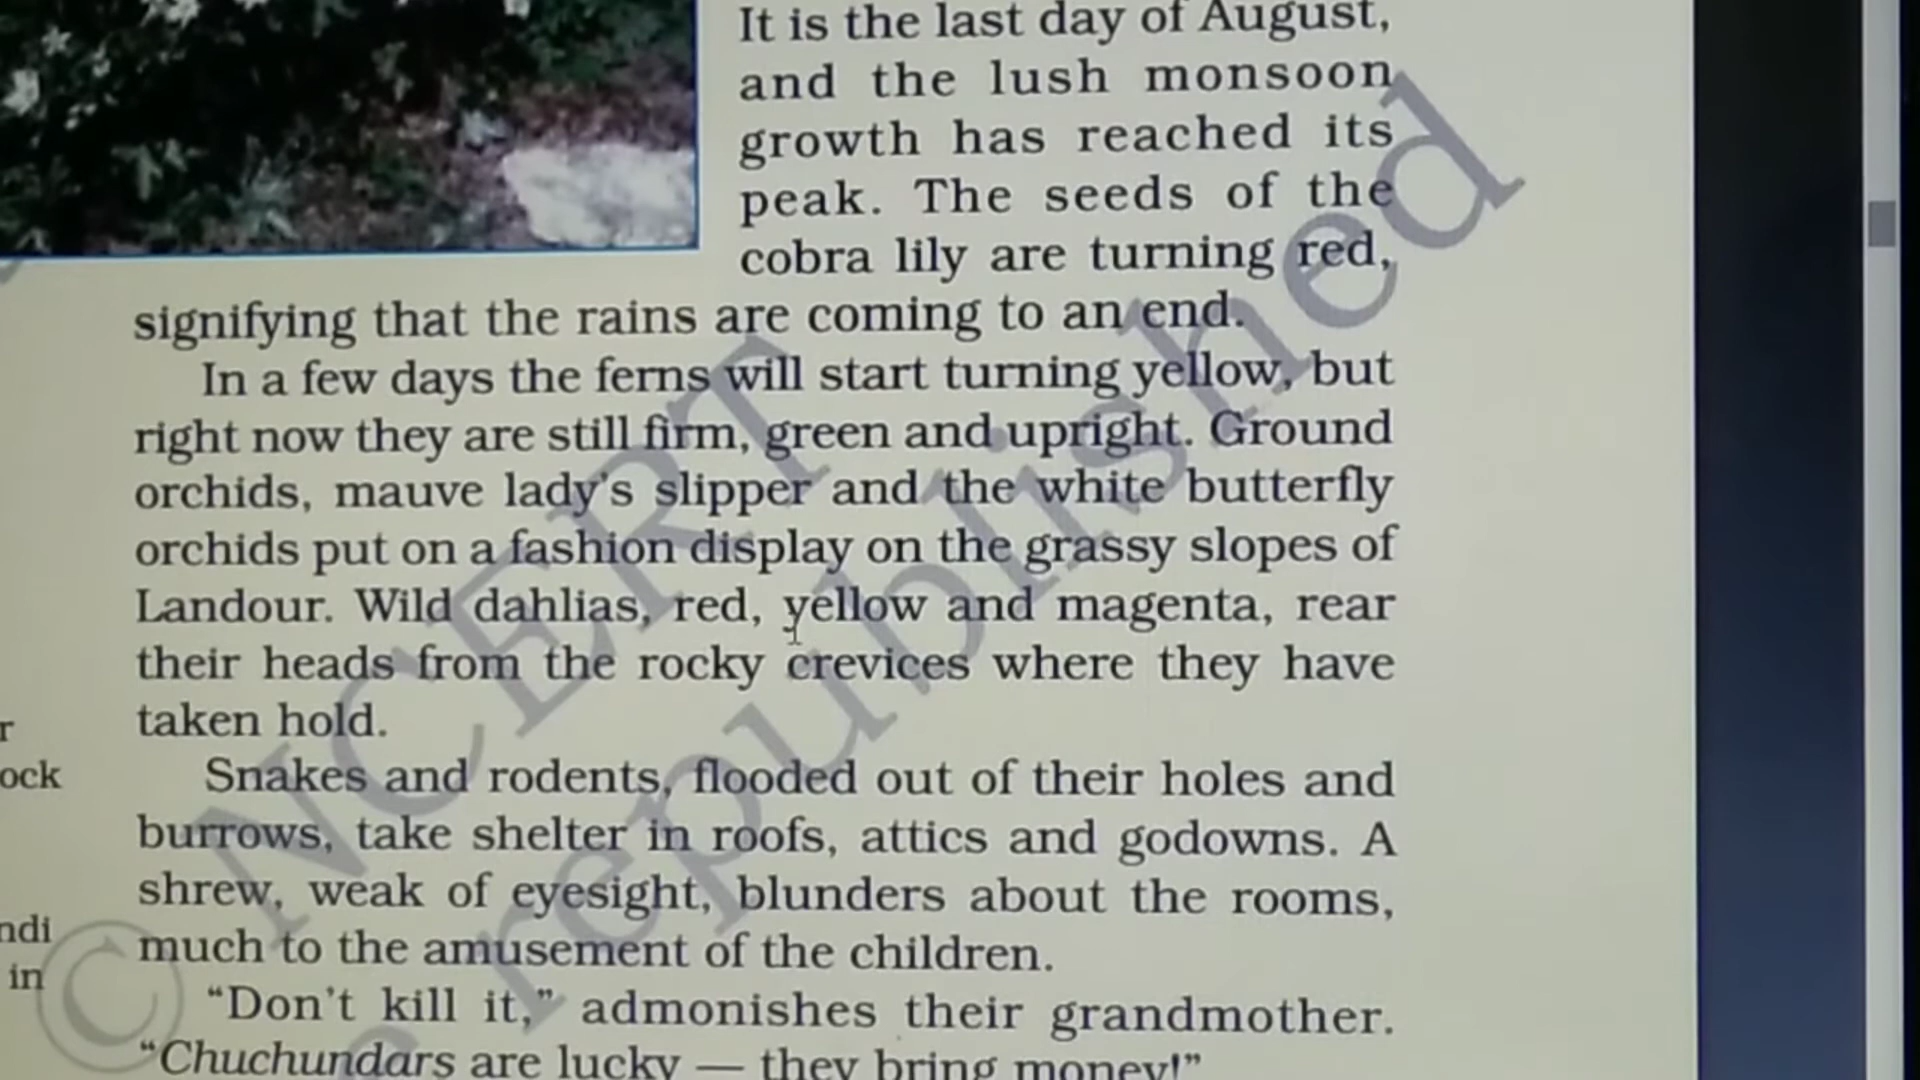 It is the last day of August,
and the lush monsoon
growth has reached its
peak. The seeds of the
cobra lily are turning red,
signifying that the rains are coming to an end.
In a few days the ferns will start turning yellow, but
right now they are still firm, green and upright. Ground
orchids, mauve lady's slipper and the white butterfly
orchids put on a fashion display on the grassy slopes of
Landour. Wild dahlias, red, yellow and magenta, rear
their heads from the rocky crevices where they have
taken hold.
Snakes and rodents, flooded out of their holes and
burrows, take shelter in roofs, attics and godowns. A
shrew, weak of eyesight, blunders about the rooms,
much to the amusement of the children.
“Don't kill it,” admonishes their grandmother.
“Chuchundars are lucky — they bring money!”
r
ock
ndi
in
© NCERT
e republished